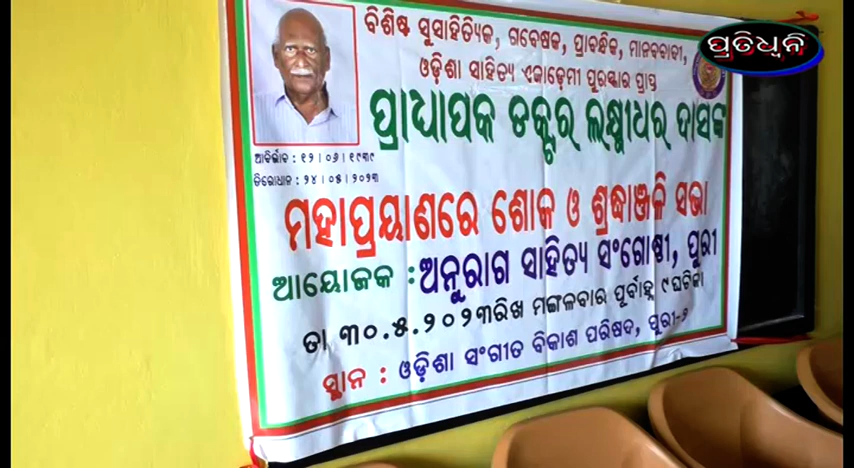 ପ୍ରତିଧ୍ୱନି
ବିଶିଷ୍ଟ ସୁସାହିତ୍ୟିକ, ଗବେଷକ, ପ୍ରାବନ୍ଧିକ, ମାନବବାଦୀ,
ଓଡ଼ିଶା ସାହିତ୍ୟ ଏକାଡ଼େମୀ ପୁରସ୍କାର ପ୍ରାପ୍ତ
ପ୍ରାଧ୍ୟାପକ ଡକ୍ଟର ଲକ୍ଷ୍ମୀଧର ଦାସଙ୍କ
ଆବିର୍ଭାବ : ୧୨।୦୬।୧୯୩୯
ତିରୋଧାନ : ୨୪।୦୫।୨୦୨୩
ମହାପ୍ରୟାଣରେ ଶୋକ ଓ ଶ୍ରଦ୍ଧାଞ୍ଜଳି ସଭା
ଆୟୋଜକ : ଅନୁରାଗ ସାହିତ୍ୟ ସଂଗୋଷ୍ଠୀ, ପୁରୀ
ତା ୩୦.୫.୨୦୨୩ରିଖ ମଙ୍ଗଳବାର ପୂର୍ବାହ୍ନ ୯ଘଟିକା
ସ୍ଥାନ : ଓଡ଼ିଶା ସଂଗୀତ ବିକାଶ ପରିଷଦ, ପୁରୀ-୬